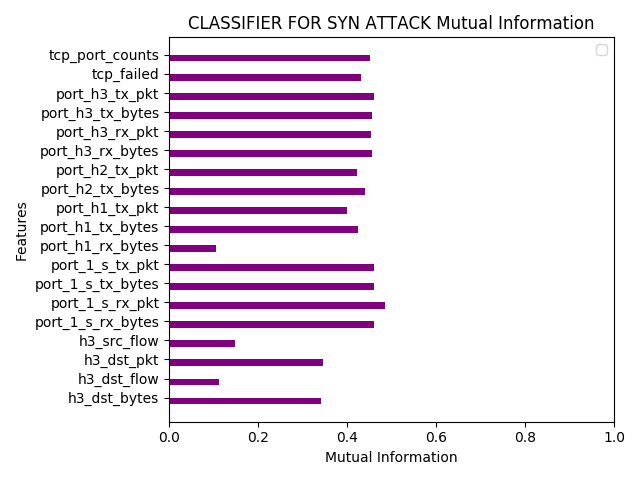 CLASSIFIER FOR SYN ATTACK Mutual Information
tcp_port_counts
tcp_failed
port_h3_tx_pkt
port_h3_tx_bytes
port_h3_rx_pkt
port_h3_rx_bytes
port_h2_tx_pkt
port_h2_tx_bytes
port_h1_tx_pkt
port_h1_tx_bytes
port_h1_rx_bytes
port_1_s_tx_pkt
port_1_s_tx_bytes
port_1_s_rx_pkt
port_1_s_rx_bytes
h3_src_flow
h3_dst_pkt
h3_dst_flow
h3_dst_bytes
Features
0.0 0.2 0.4 0.6 0.8 1.0
Mutual Information